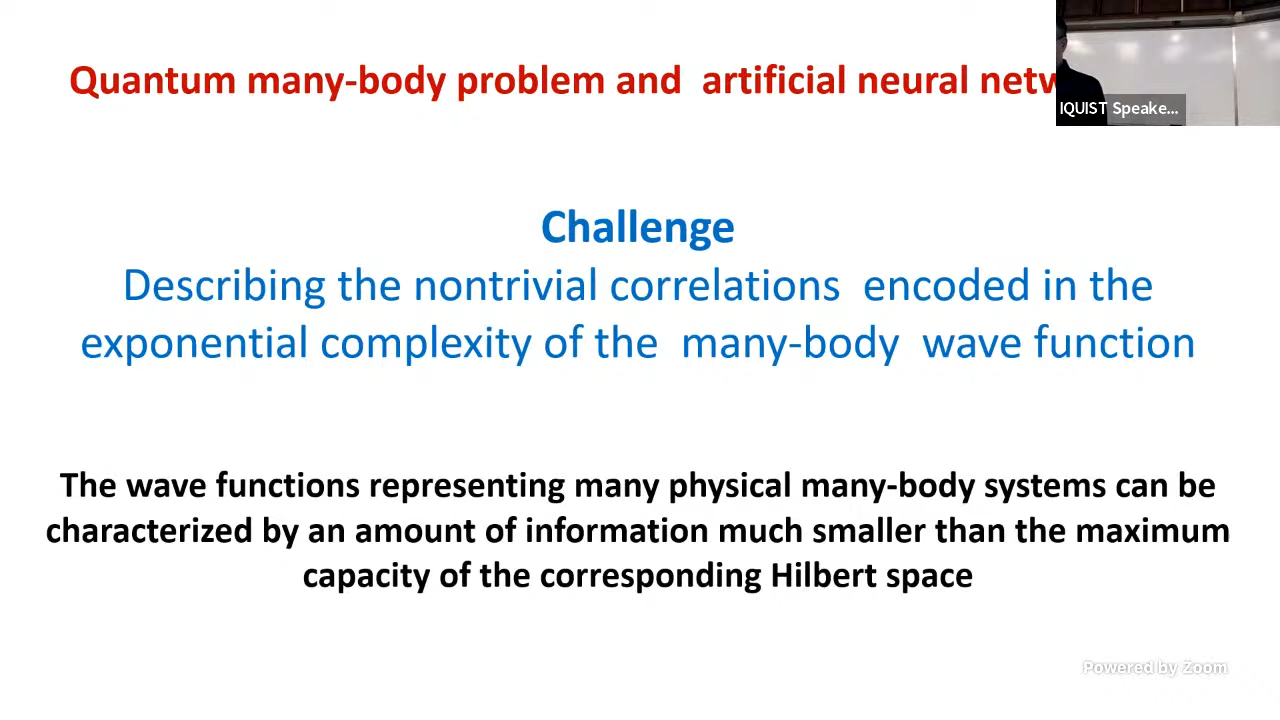 Quantum many-body problem and artificial neural netw
IQUIST Speake...
Challenge
Describing the nontrivial correlations encoded in the
exponential complexity of the many-body wave function
The wave functions representing many physical many-body systems can be
characterized by an amount of information much smaller than the maximum
capacity of the corresponding Hilbert space
Powered by Zoom